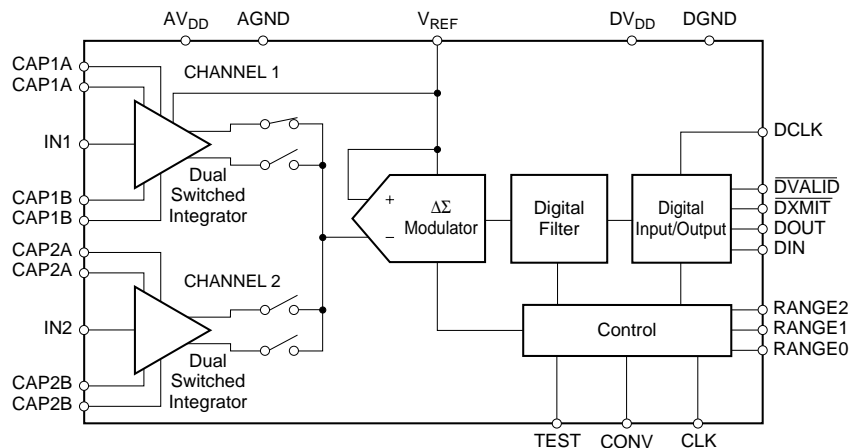 AVDD
AGND
VREF
DVDD
DGND
CAP1A
CAP1A
CHANNEL 1
IN1
DCLK
Dual
Switched
Integrator
CAP1B
CAP1B
+
−
ΔΣ
Modulator
Digital
Filter
Digital
Input/Output
DVALID
DXMIT
DOUT
DIN
CAP2A
CAP2A
CHANNEL 2
IN2
Dual
Switched
Integrator
CAP2B
CAP2B
Control
RANGE2
RANGE1
RANGE0
TEST
CONV
CLK